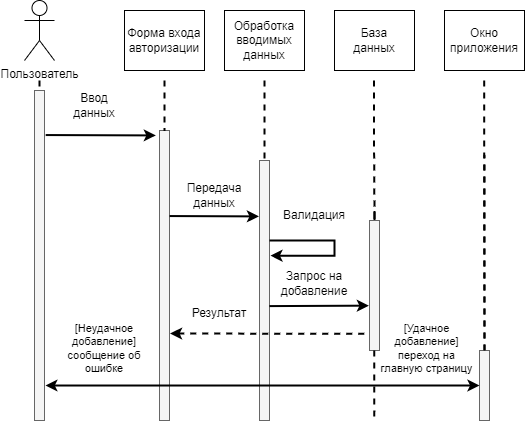 Пользователь
Форма входа
авторизации
Обработка
вводимых
данных
База
данных
Окно
приложения
Ввод
данных
Передача
данных
Валидация
Запрос на
добавление
Результат
[Неудачное
добавление]
сообщение об
ошибке
[Удачное
добавление]
переход на
главную страницу